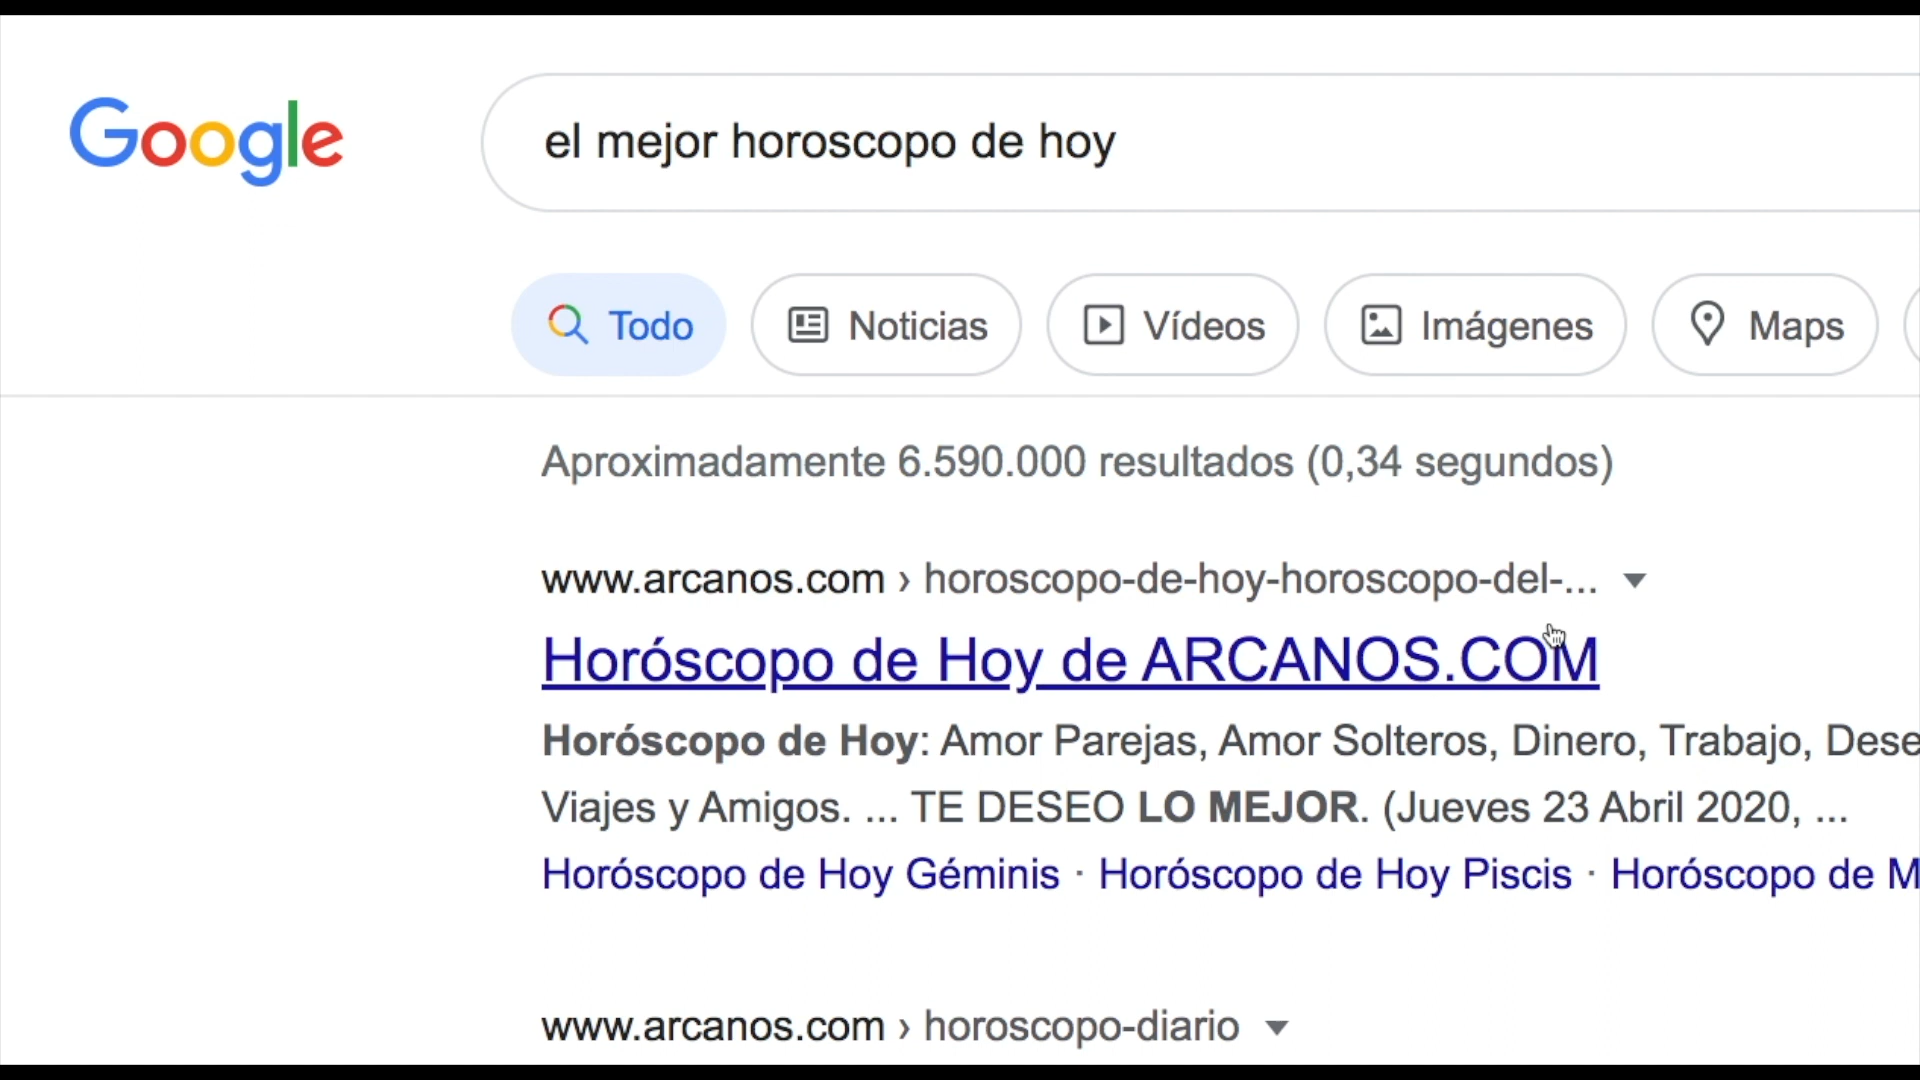 Google
el mejor horoscopo de hoy
Todo
Noticias
Vídeos
Imágenes
Maps
Aproximadamente 6.590.000 resultados (0,34 segundos)
www.arcanos.com › horoscopo-de-hoy-horoscopo-del-...
Horóscopo de Hoy de ARCANOS.COM
Horóscopo de Hoy: Amor Parejas, Amor Solteros, Dinero, Trabajo, Dese
Viajes y Amigos. ... TE DESEO LO MEJOR. (Jueves 23 Abril 2020, ...
Horóscopo de Hoy Géminis · Horóscopo de Hoy Piscis · Horóscopo de M
www.arcanos.com › horoscopo-diario